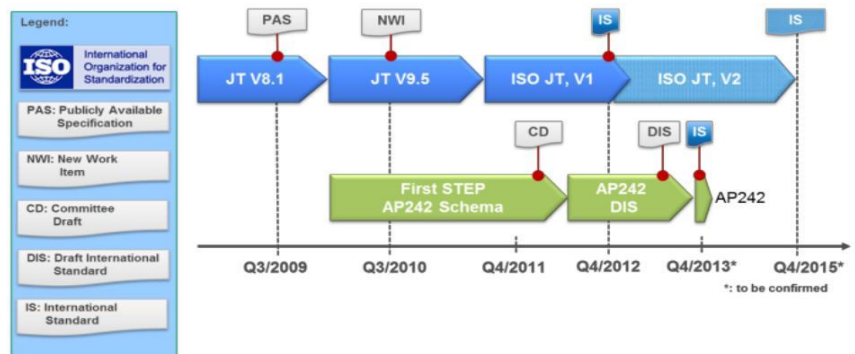 Legend:
ISO
International
Organization for
Standardization
PAS: Publicly Available
Specification
NWI: New Work
Item
CD: Committee
Draft
DIS: Draft International
Standard
IS: International
Standard
PAS
NWI
IS
IS
JT V8.1
JT V9.5
ISO JT, V1
ISO JT, V2
CD
DIS
IS
First STEP
AP242 Schema
AP242
DIS
AP242
Q3/2009
Q3/2010
Q4/2011
Q4/2012
Q4/2013*
Q4/2015*
*: to be confirmed